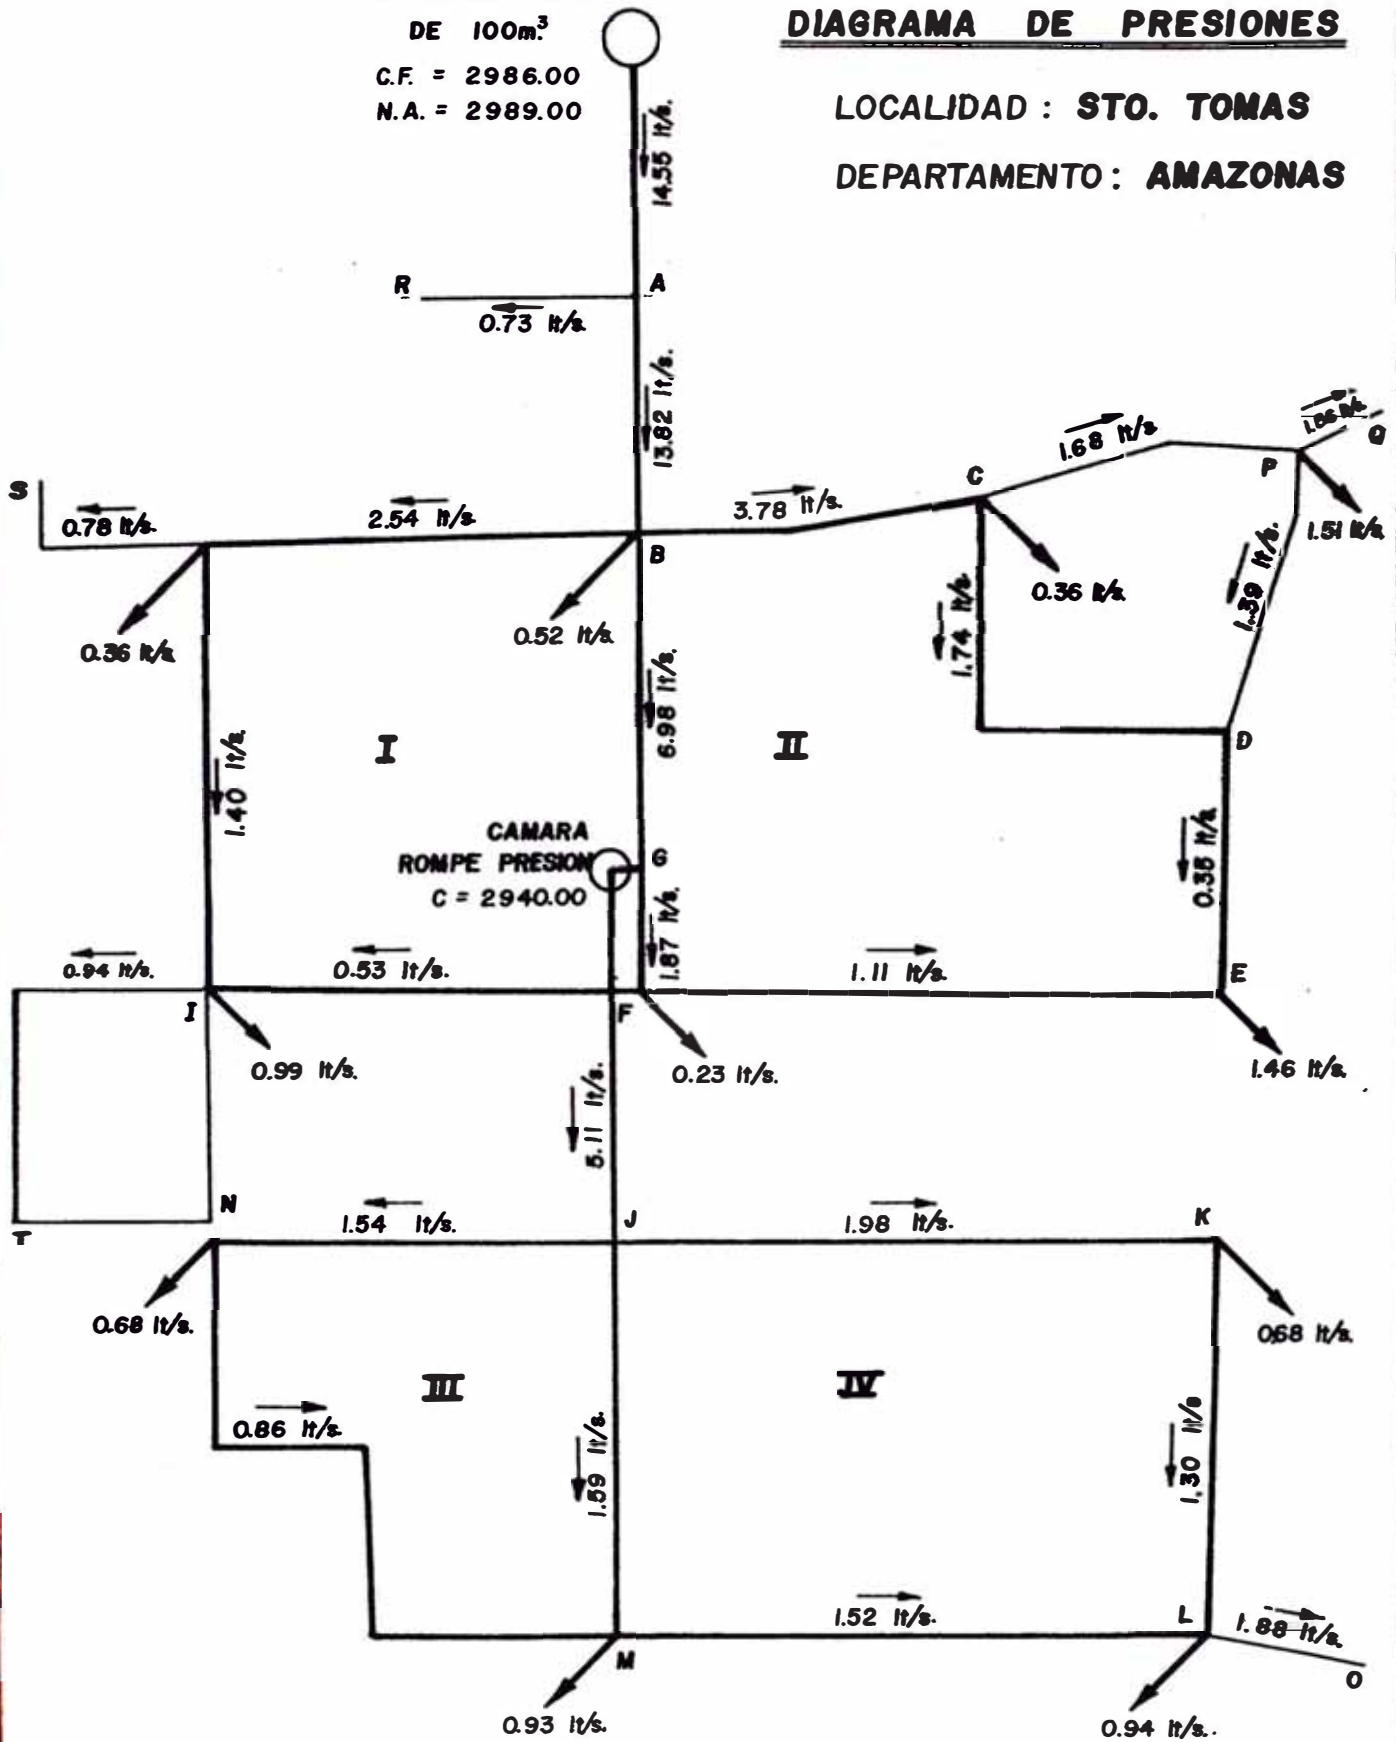 DIAGRAMA DE PRESIONES
LOCALIDAD : STO. TOMAS
DEPARTAMENTO : AMAZONAS
DE 100m.³
C.F. = 2986.00
N.A. = 2989.00
14.55 lt/s.
R
A
0.73 lt/s.
13.82 lt/s.
S
0.78 lt/s.
2.54 lt/s.
B
3.78 lt/s.
C
1.68 lt/s.
P
Q
1.51 lt/s.
0.36 lt/s.
0.52 lt/s.
0.36 lt/s.
1.74 lt/s.
1.39 lt/s.
6.98 lt/s.
I
II
D
1.40 lt/s.
CAMARA
ROMPE PRESION
C = 2940.00
G
1.87 lt/s.
0.94 lt/s.
0.53 lt/s.
1.11 lt/s.
E
I
F
0.99 lt/s.
0.23 lt/s.
1.46 lt/s.
5.11 lt/s.
N
T
1.54 lt/s.
J
1.98 lt/s.
K
0.68 lt/s.
0.68 lt/s.
III
IV
0.86 lt/s.
1.59 lt/s.
1.30 lt/s
1.52 lt/s.
L
1.88 lt/s.
M
O
0.93 lt/s.
0.94 lt/s.